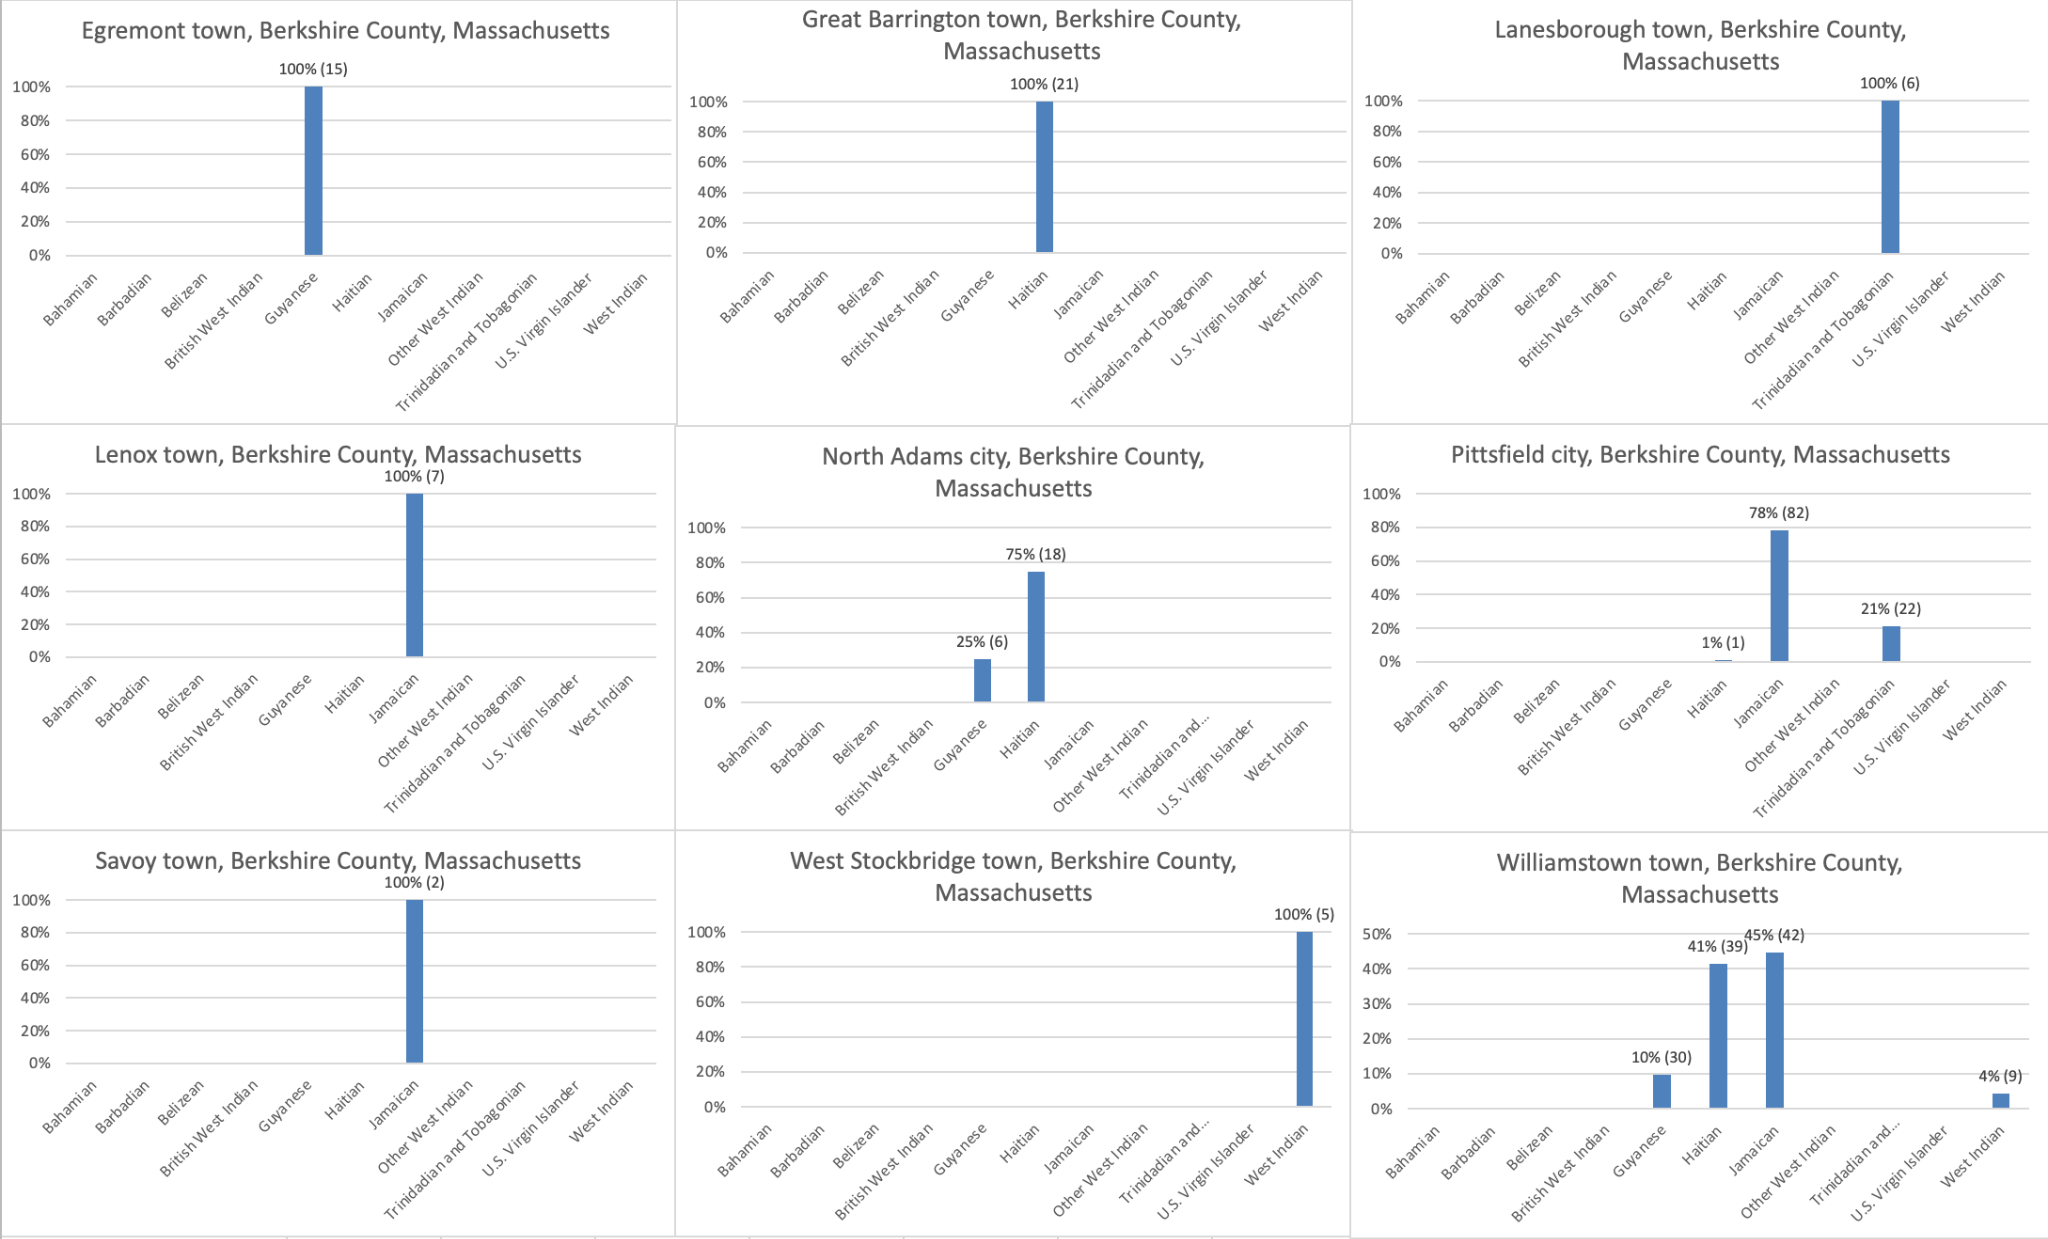 Egremont town, Berkshire County, Massachusetts
100% (15)
100%
80%
60%
40%
20%
0%
Bahamian
Barbadian
Belizean
British West Indian
Guyanese
Haitian
Jamaican
Other West Indian
Trinidadian and Tobagonian
U.S. Virgin Islander
West Indian
Great Barrington town, Berkshire County,
Massachusetts
100% (21)
100%
80%
60%
40%
20%
0%
Bahamian
Barbadian
Belizean
British West Indian
Guyanese
Haitian
Jamaican
Other West Indian
Trinidadian and Tobagonian
U.S. Virgin Islander
West Indian
Lanesborough town, Berkshire County,
Massachusetts
100% (6)
100%
80%
60%
40%
20%
0%
Bahamian
Barbadian
Belizean
British West Indian
Guyanese
Haitian
Jamaican
Other West Indian
Trinidadian and Tobagonian
U.S. Virgin Islander
West Indian
Lenox town, Berkshire County, Massachusetts
100% (7)
100%
80%
60%
40%
20%
0%
Bahamian
Barbadian
Belizean
British West Indian
Guyanese
Haitian
Jamaican
Other West Indian
Trinidadian and Tobagonian
U.S. Virgin Islander
West Indian
North Adams city, Berkshire County,
Massachusetts
100%
80%
60%
40%
20%
0%
25% (6)
75% (18)
Bahamian
Barbadian
Belizean
British West Indian
Guyanese
Haitian
Jamaican
Other West Indian
Trinidadian and...
U.S. Virgin Islander
West Indian
Pittsfield city, Berkshire County, Massachusetts
100%
80%
60%
40%
20%
0%
1% (1)
78% (82)
21% (22)
Bahamian
Barbadian
Belizean
British West Indian
Guyanese
Haitian
Jamaican
Other West Indian
Trinidadian and Tobagonian
U.S. Virgin Islander
West Indian
Savoy town, Berkshire County, Massachusetts
100% (2)
100%
80%
60%
40%
20%
0%
Bahamian
Barbadian
Belizean
British West Indian
Guyanese
Haitian
Jamaican
Other West Indian
Trinidadian and Tobagonian
U.S. Virgin Islander
West Indian
West Stockbridge town, Berkshire County,
Massachusetts
100% (5)
100%
80%
60%
40%
20%
0%
Bahamian
Barbadian
Belizean
British West Indian
Guyanese
Haitian
Jamaican
Other West Indian
Trinidadian and...
U.S. Virgin Islander
West Indian
Williamstown town, Berkshire County,
Massachusetts
50%
40%
30%
20%
10%
0%
10% (30)
41% (39)
45% (42)
4% (9)
Bahamian
Barbadian
Belizean
British West Indian
Guyanese
Haitian
Jamaican
Other West Indian
Trinidadian and...
U.S. Virgin Islander
West Indian